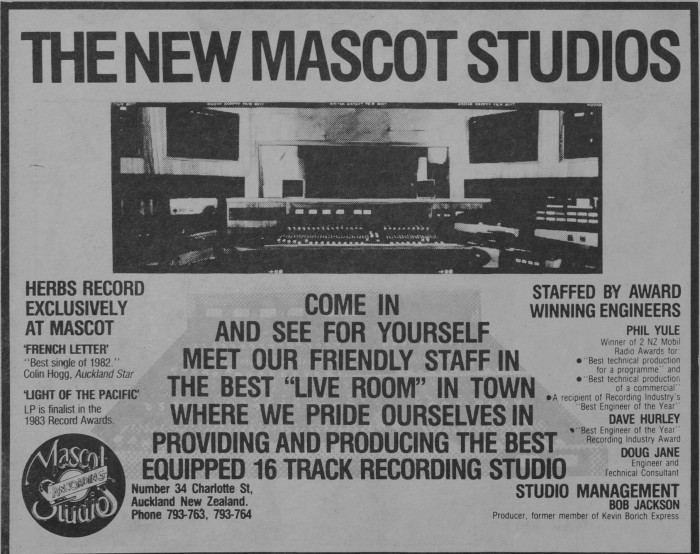 THE NEW MASCOT STUDIOS
HERBS RECORD
EXCLUSIVELY
AT MASCOT
'FRENCH LETTER'
"Best single of 1982."
Colin Hogg, Auckland Star
'LIGHT OF THE PACIFIC'
LP is finalist in the
1983 Record Awards.
Mascot
RECORDING
Studios
COME IN
AND SEE FOR YOURSELF
MEET OUR FRIENDLY STAFF IN
THE BEST "LIVE ROOM" IN TOWN
WHERE WE PRIDE OURSELVES IN
PROVIDING AND PRODUCING THE BEST
EQUIPPED 16 TRACK RECORDING STUDIO
Number 34 Charlotte St,
Auckland New Zealand.
Phone 793-763, 793-764
STAFFED BY AWARD
WINNING ENGINEERS
PHIL YULE
Winner of 2 NZ Mobil
Radio Awards for:
● "Best technical production
for a programme" and
● "Best technical production
of a commercial"
● A recipient of Recording Industry's
"Best Engineer of the Year"
DAVE HURLEY
● "Best Engineer of the Year"
Recording Industry Award
DOUG JANE
Engineer and
Technical Consultant
STUDIO MANAGEMENT
BOB JACKSON
Producer, former member of Kevin Borich Express.